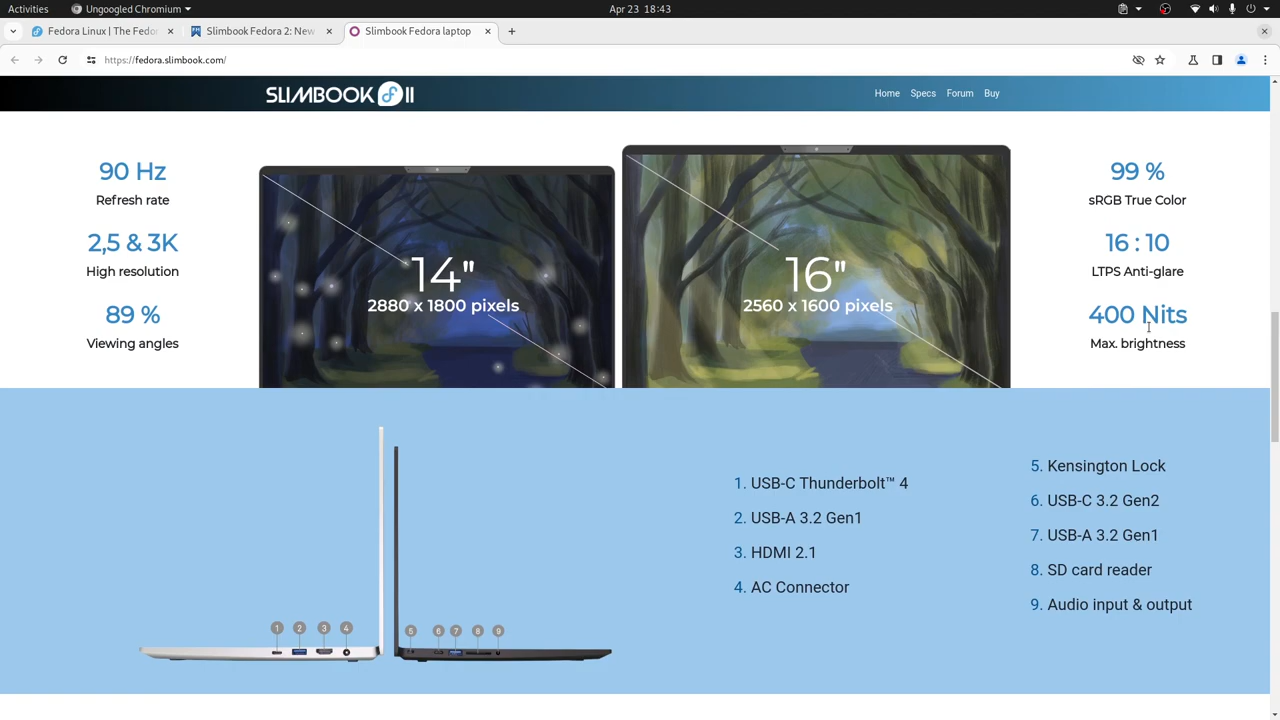 Activities
Ungoogled Chromium
Apr 23 18:43
Fedora Linux | The Fedor
Slimbook Fedora 2: New
Slimbook Fedora laptop
https://fedora.slimbook.com/
SLIMBOOK II
Home Specs Forum Buy
90 Hz
Refresh rate
2,5 & 3K
High resolution
89 %
Viewing angles
14"
2880 x 1800 pixels
16"
2560 x 1600 pixels
99 %
sRGB True Color
16 : 10
LTPS Anti-glare
400 Nits
Max. brightness
1 2 3 4
5 6 7 8 9
1. USB-C Thunderbolt™ 4
2. USB-A 3.2 Gen1
3. HDMI 2.1
4. AC Connector
5. Kensington Lock
6. USB-C 3.2 Gen2
7. USB-A 3.2 Gen1
8. SD card reader
9. Audio input & output